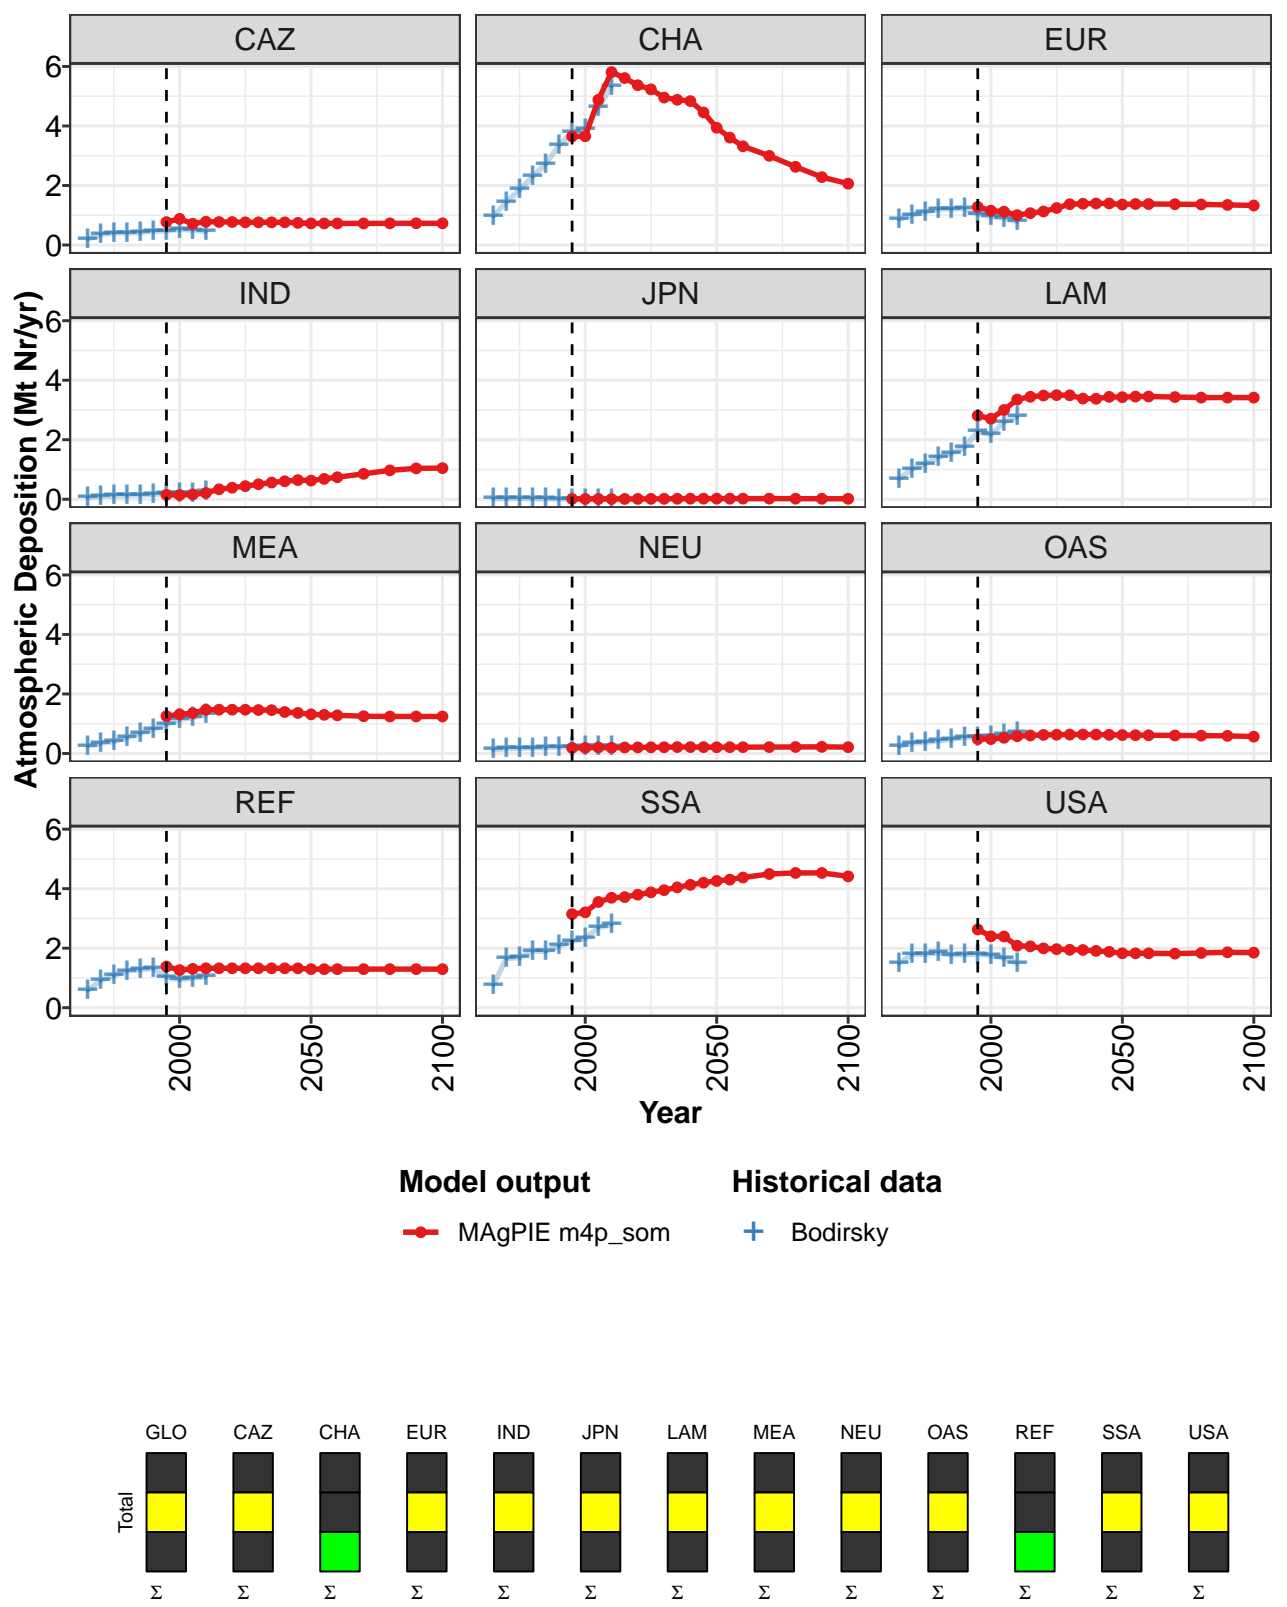 CAZ CHA EUR
6
4
2
0
IND JPN LAM
6
4
2
0
MEA NEU OAS
6
4
2
0
REF SSA USA
6
4
2
0
Atmospheric Deposition (Mt Nr/yr)
2000 2050 2100 2000 2050 2100 2000 2050 2100
Year
Model output Historical data
MAgPIE m4p_som Bodirsky
GLO CAZ CHA EUR IND JPN LAM MEA NEU OAS REF SSA USA
Total
Σ Σ Σ Σ Σ Σ Σ Σ Σ Σ Σ Σ Σ